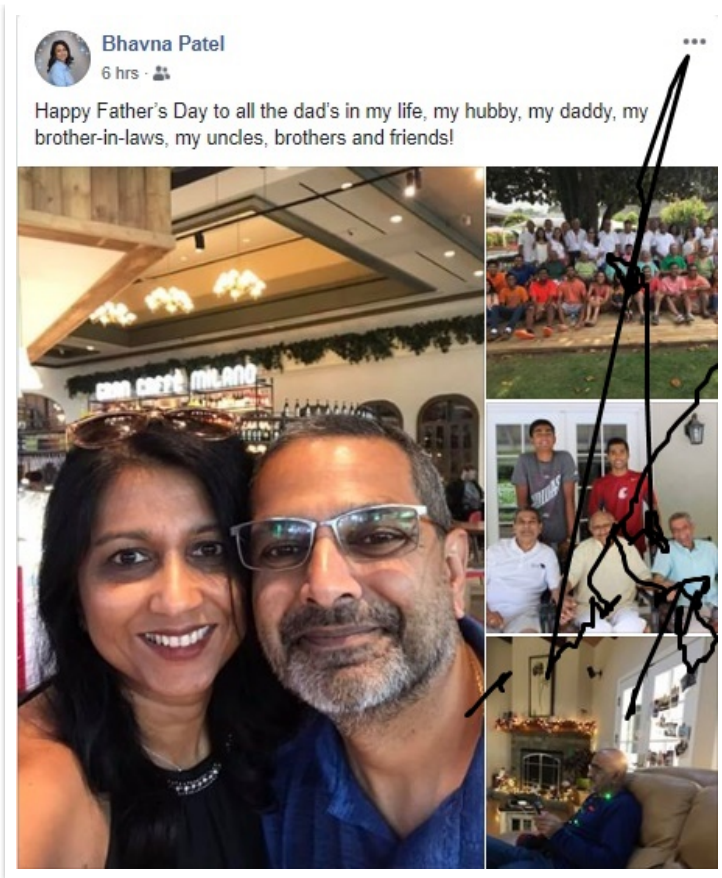 Bhavna Patel
6 hrs ·
Happy Father's Day to all the dad's in my life, my hubby, my daddy, my
brother-in-laws, my uncles, brothers and friends!
GRAN CAFFÈ MILANO